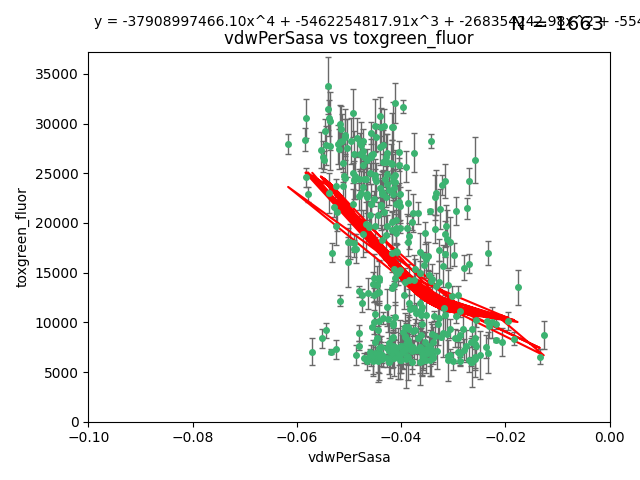 y = -37908997466.10x^4 + -5462254817.91x^3 + -268354242.98x^2 + -554
N = 1663
vdwPerSasa vs toxgreen_fluor
35000
30000
25000
20000
15000
10000
5000
0
toxgreen_fluor
−0.10
−0.08
−0.06
−0.04
−0.02
0.00
vdwPerSasa